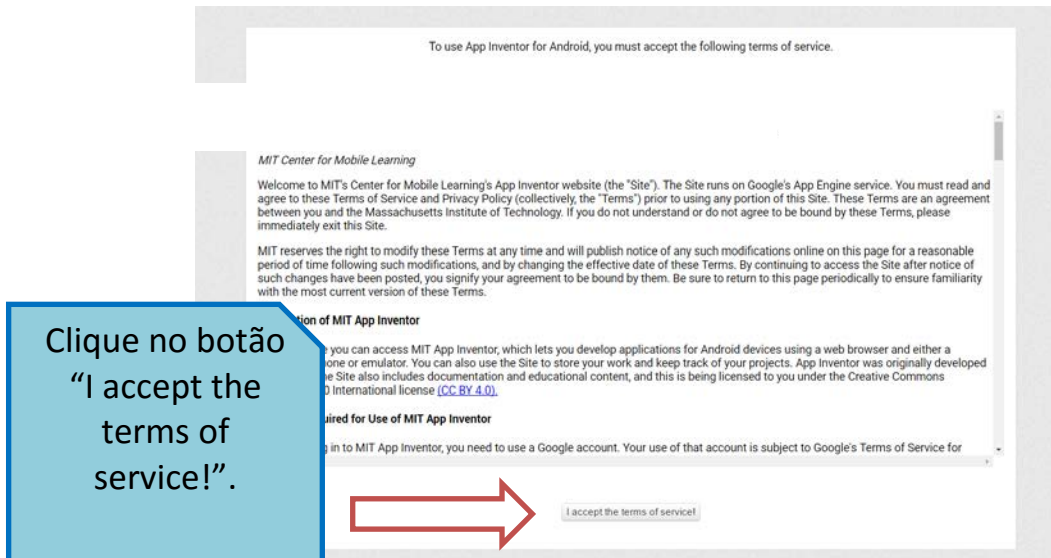 To use App Inventor for Android, you must accept the following terms of service.
MIT Center for Mobile Learning
Welcome to MIT's Center for Mobile Learning's App Inventor website (the "Site"). The Site runs on Google's App Engine service. You must read and
agree to these Terms of Service and Privacy Policy (collectively, the "Terms") prior to using any portion of this Site. These Terms are an agreement
between you and the Massachusetts Institute of Technology. If you do not understand or do not agree to be bound by these Terms, please
immediately exit this Site.
MIT reserves the right to modify these Terms at any time and will publish notice of any such modifications online on this page for a reasonable
period of time following such modifications, and by changing the effective date of these Terms. By continuing to access the Site after notice of
such changes have been posted, you signify your agreement to be bound by them. Be sure to return to this page periodically to ensure familiarity
with the most current version of these Terms.
of MIT App Inventor
you can access MIT App Inventor, which lets you develop applications for Android devices using a web browser and either a
or emulator. You can also use the Site to store your work and keep track of your projects. App Inventor was originally developed
Site also includes documentation and educational content, and this is being licensed to you under the Creative Commons
International license (CC BY 4.0).
for Use of MIT App Inventor
in to MIT App Inventor, you need to use a Google account. Your use of that account is subject to Google's Terms of Service for
Clique no botão
“I accept the
terms of
service!”.
I accept the terms of service!